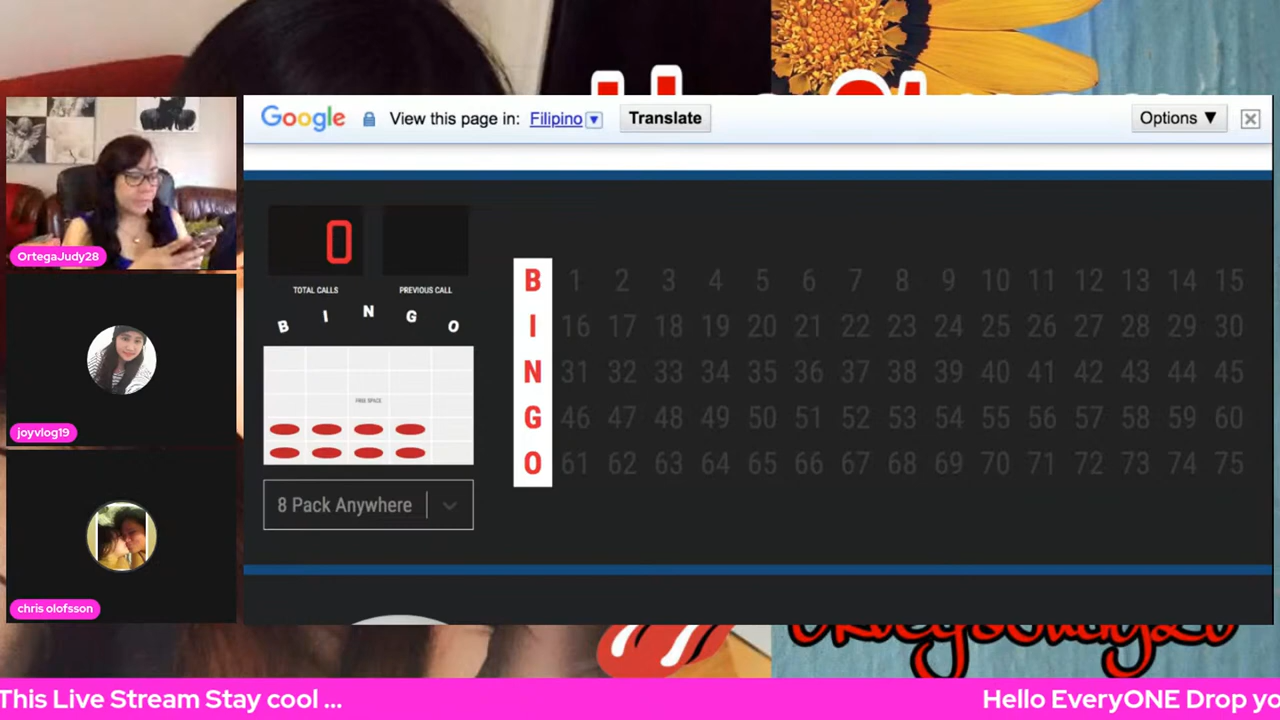 Google View this page in: Filipino ▼ Translate Options ▼
OrtegaJudy28
joyvlog19
chris olofsson
0
TOTAL CALLS PREVIOUS CALL
B I N G O
FREE SPACE
8 Pack Anywhere
B 1 2 3 4 5 6 7 8 9 10 11 12 13 14 15
I 16 17 18 19 20 21 22 23 24 25 26 27 28 29 30
N 31 32 33 34 35 36 37 38 39 40 41 42 43 44 45
G 46 47 48 49 50 51 52 53 54 55 56 57 58 59 60
O 61 62 63 64 65 66 67 68 69 70 71 72 73 74 75
This Live Stream Stay cool ... Hello EveryONE Drop yo